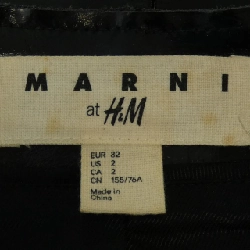 MARNI
at H&M
EUR 32
US 2
CA 2
CN 155/76A
Made in
China